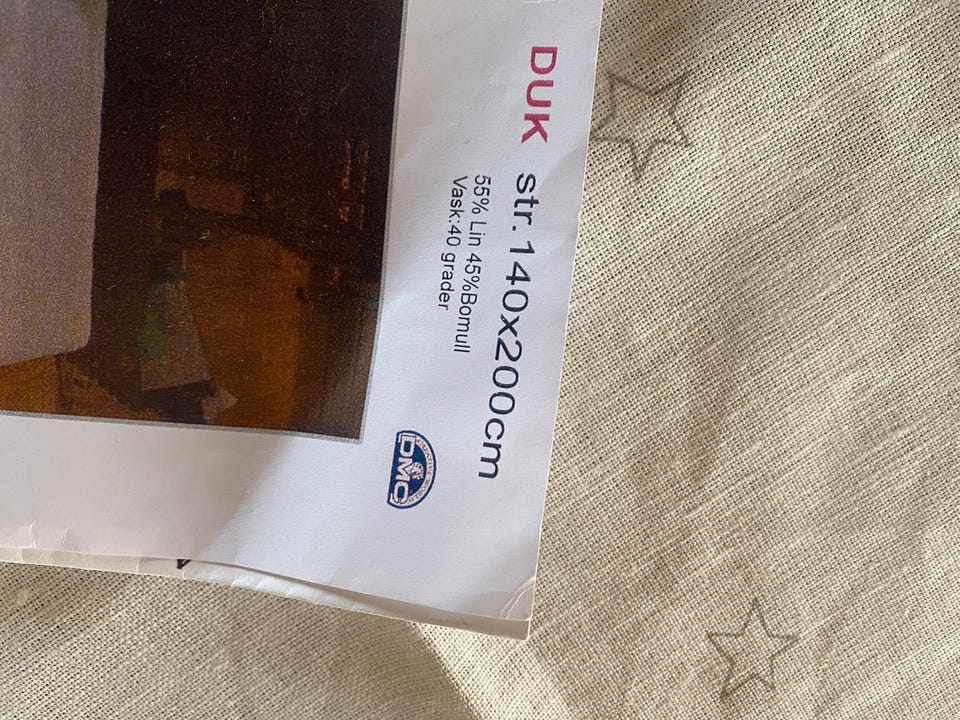 DUK str.140x200cm
55% Lin 45%Bomull
Vask:40 grader
DMC